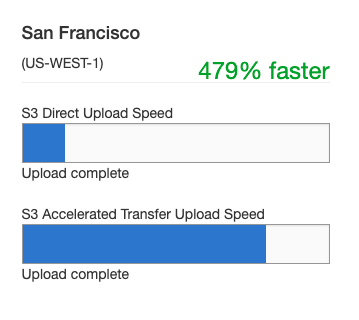 San Francisco
(US-WEST-1)
479% faster
S3 Direct Upload Speed
Upload complete
S3 Accelerated Transfer Upload Speed
Upload complete